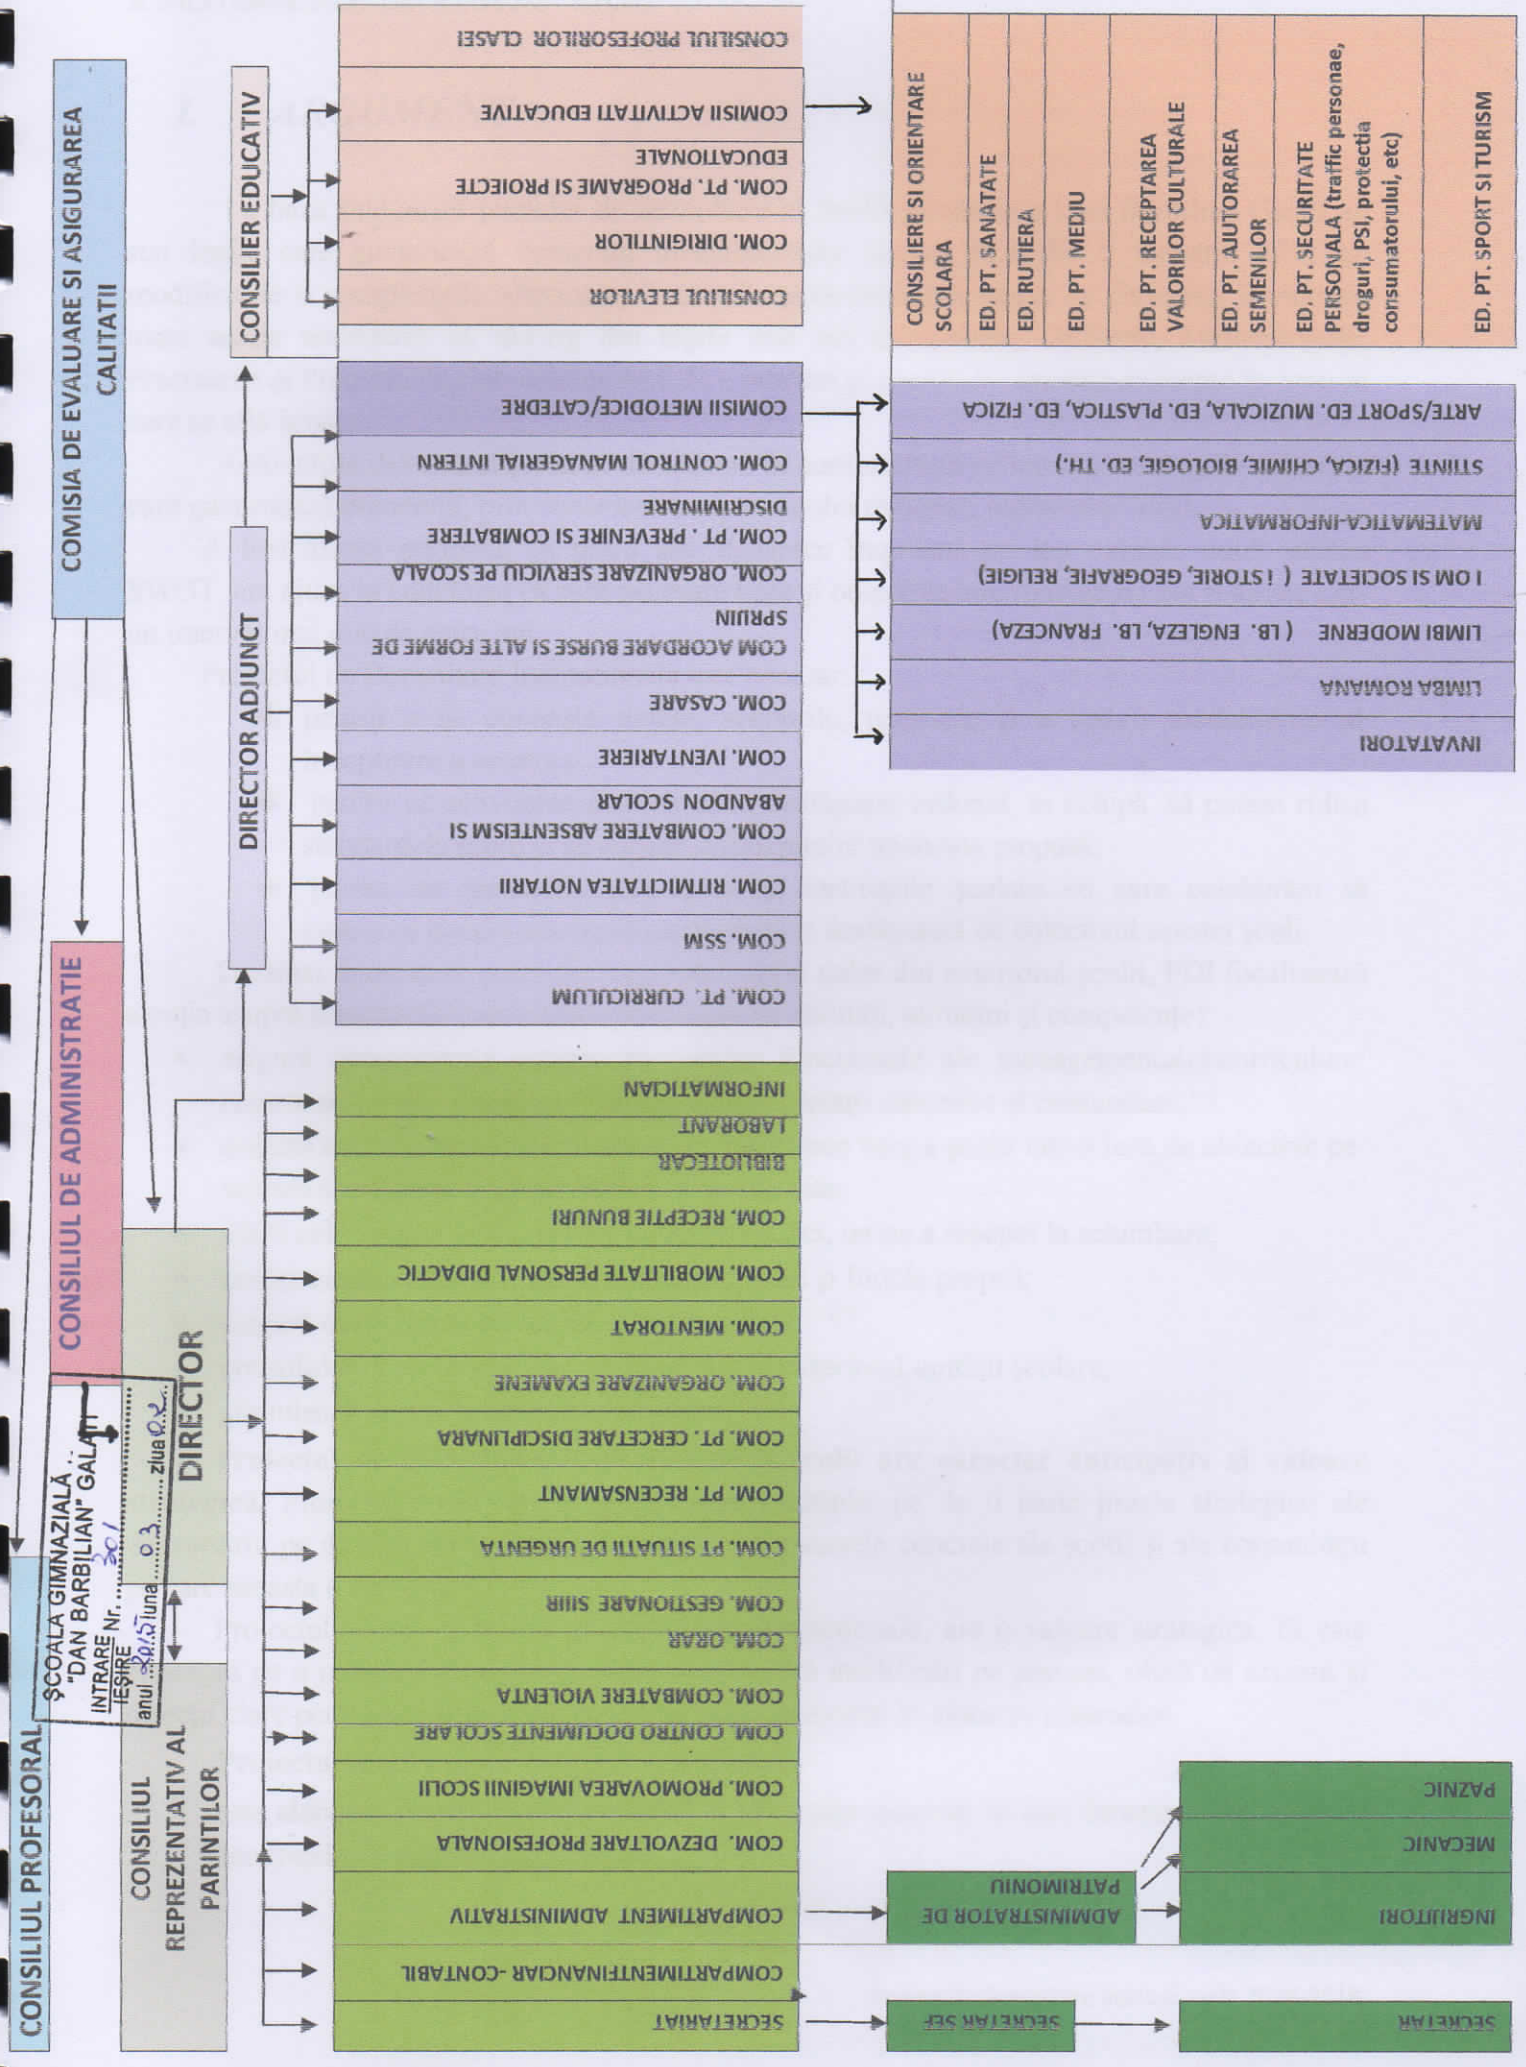 COMISIA DE EVALUARE SI ASIGURAREA
CALITATII
CONSILIUL PROFESORAL
CONSILIUL DE ADMINISTRATIE
ȘCOALA GIMNAZIALĂ
"DAN BARBILIAN" GALAȚI
INTRARE
IEȘIRE
Nr. 301
anul 2015 luna 03 ziua 02
CONSILIUL
REPREZENTATIV AL
PARINTILOR
DIRECTOR
DIRECTOR ADJUNCT
CONSILIER EDUCATIV
SECRETARIAT
COMPARTIMENTFINANCIAR -CONTABIL
COMPARTIMENT ADMINISTRATIV
COM. DEZVOLTARE PROFESIONALA
COM. PROMOVAREA IMAGINII SCOLII
COM. CONTRO DOCUMENTE SCOLARE
COM. COMBATERE VIOLENTA
COM. ORAR
COM. GESTIONARE SIIIR
COM. PT SITUATII DE URGENTA
COM. PT. RECENSAMANT
COM. PT. CERCETARE DISCIPLINARA
COM. ORGANIZARE EXAMENE
COM. MENTORAT
COM. MOBILITATE PERSONAL DIDACTIC
COM. RECEPTIE BUNURI
BIBLIOTECAR
LABORANT
INFORMATICIAN
COM. PT. CURRICULUM
COM. SSM
COM. RITMICITATEA NOTARII
COM. COMBATERE ABSENTEISM SI
ABANDON SCOLAR
COM. IVENTARIERE
COM. CASARE
COM ACORDARE BURSE SI ALTE FORME DE
SPRIJIN
COM. ORGANIZARE SERVICIU PE SCOALA
COM. PT. PREVENIRE SI COMBATERE
DISCRIMINARE
COM. CONTROL MANAGERIAL INTERN
COMISII METODICE/CATEDRE
CONSILIUL ELEVILOR
COM. DIRIGINTILOR
COM. PT. PROGRAME SI PROIECTE
EDUCATIONALE
COMISII ACTIVITATI EDUCATIVE
CONSILIUL PROFESORILOR CLASEI
SECRETAR SEF
SECRETAR
ADMINISTRATOR DE
PATRIMONIU
INGRIJITORI
MECANIC
PAZNIC
INVATATORI
LIMBA ROMANA
LIMBI MODERNE ( LB. ENGLEZA, LB. FRANCEZA)
I OM SI SOCIETATE ( i STORIE, GEOGRAFIE, RELIGIE)
MATEMATICA-INFORMATICA
STIINTE (FIZICA, CHIMIE, BIOLOGIE, ED. TH.)
ARTE/SPORT ED. MUZICALA, ED. PLASTICA, ED. FIZICA
CONSILIERE SI ORIENTARE
SCOLARA
ED. PT. SANATATE
ED. RUTIERA
ED. PT. MEDIU
ED. PT. RECEPTAREA
VALORILOR CULTURALE
ED. PT. AJUTORAREA
SEMENILOR
ED. PT. SECURITATE
PERSONALA (traffic personae,
droguri, PSI, protectia
consumatorului, etc)
ED. PT. SPORT SI TURISM